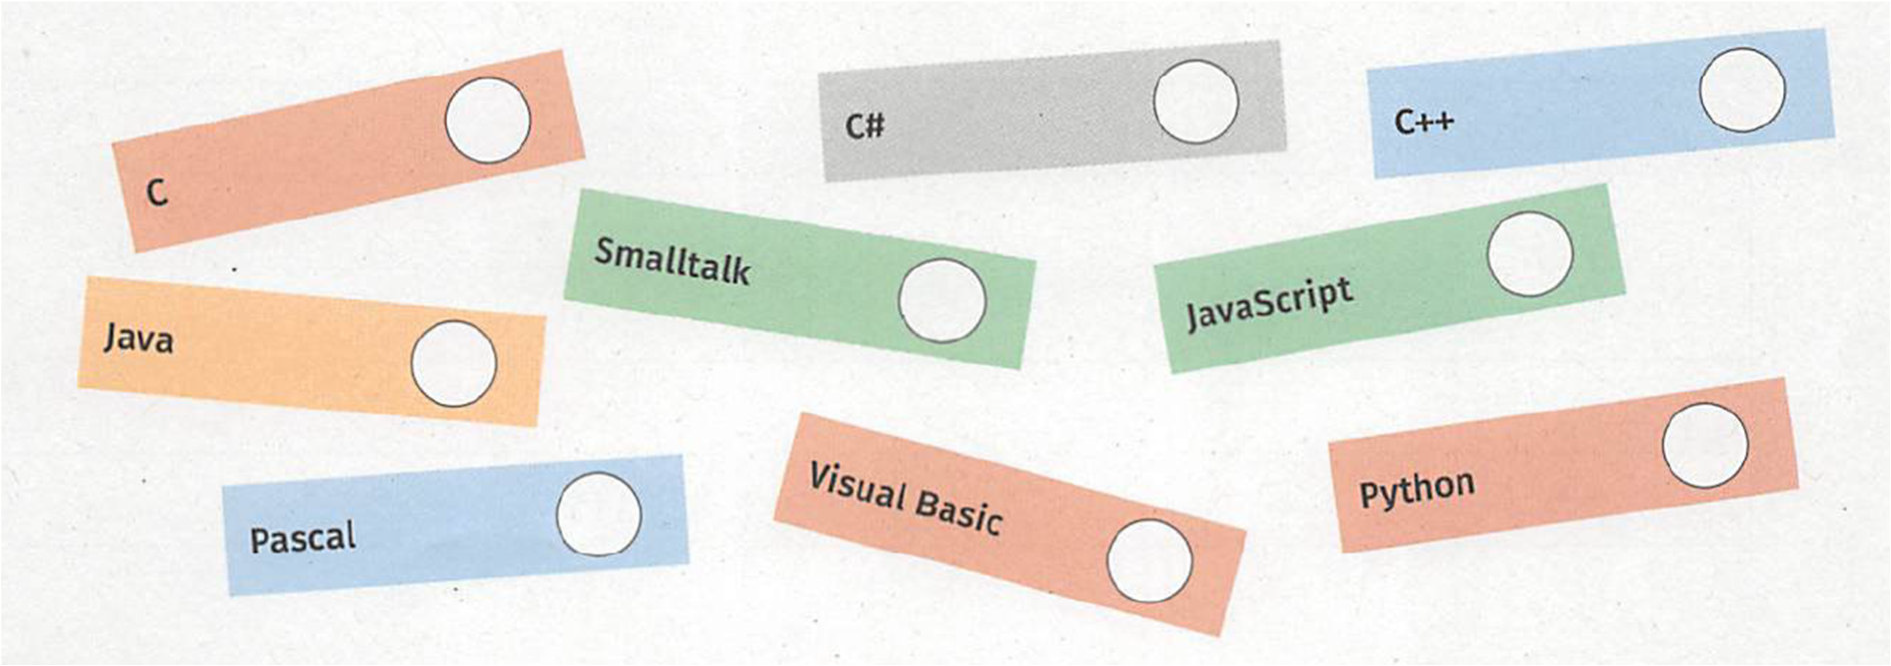 C
C#
C++
Smalltalk
JavaScript
Java
Pascal
Visual Basic
Python